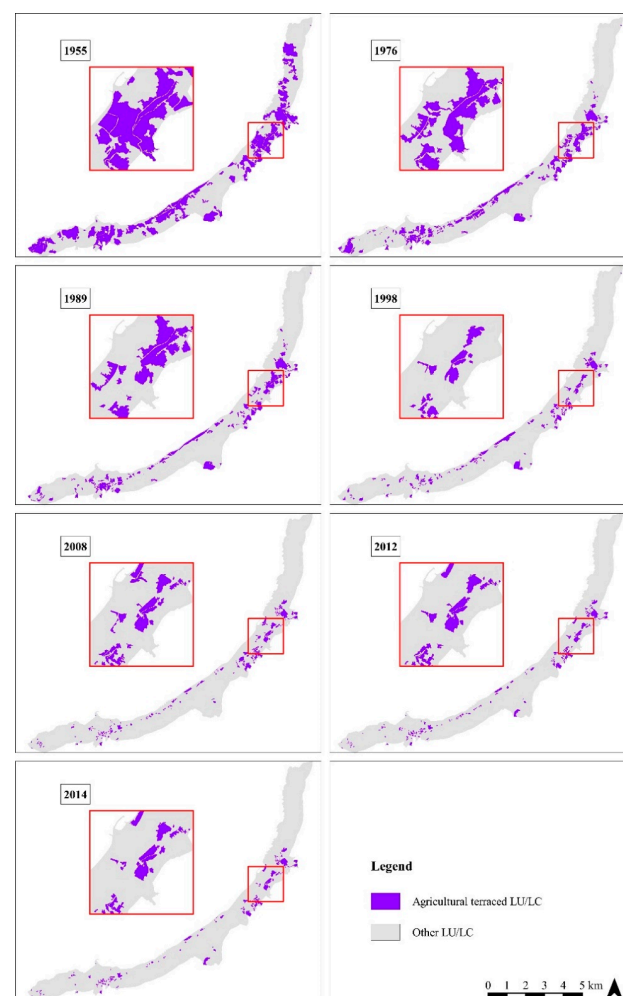 1955
1976
1989
1998
2008
2012
2014
Legend
Agricultural terraced LU/LC
Other LU/LC
0 1 2 3 4 5 km